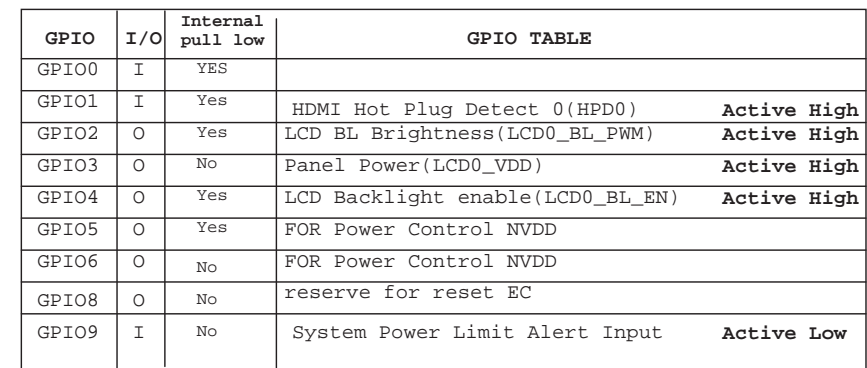 GPIO I/O Internal pull low GPIO TABLE
GPIO0 I YES
GPIO1 I Yes HDMI Hot Plug Detect 0(HPD0) Active High
GPIO2 O Yes LCD BL Brightness(LCD0_BL_PWM) Active High
GPIO3 O No Panel Power(LCD0_VDD) Active High
GPIO4 O Yes LCD Backlight enable(LCD0_BL_EN) Active High
GPIO5 O Yes FOR Power Control NVDD
GPIO6 O No FOR Power Control NVDD
GPIO8 O No reserve for reset EC
GPIO9 I No System Power Limit Alert Input Active Low